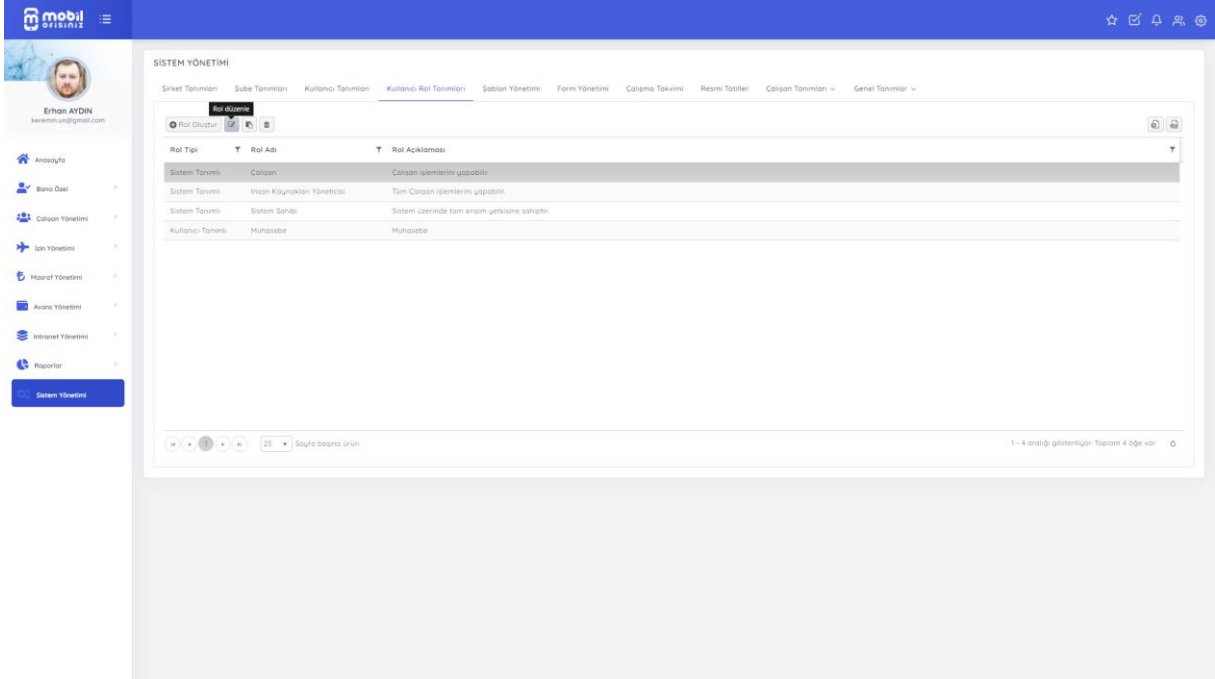 mobil
OFİSİNİZ
Erhan AYDIN
keremm.un@gmail.com
Anasayfa
Bana Özel
Çalışan Yönetimi
İzin Yönetimi
Masraf Yönetimi
Avans Yönetimi
Intranet Yönetimi
Raporlar
Sistem Yönetimi
SİSTEM YÖNETİMİ
Şirket Tanımları Şube Tanımları Kullanıcı Tanımları Kullanıcı Rol Tanımları Şablon Yönetimi Form Yönetimi Çalışma Takvimi Resmi Tatiller Çalışan Tanımları Genel Tanımlar
Rol düzenle
Rol Oluştur
Rol Tipi Rol Adı Rol Açıklaması
Sistem Tanımlı Çalışan Çalışan işlemlerini yapabilir.
Sistem Tanımlı İnsan Kaynakları Yöneticisi Tüm Çalışan işlemlerini yapabilir.
Sistem Tanımlı Sistem Sahibi Sistem üzerinde tam erişim yetkisine sahiptir.
Kullanıcı Tanımlı Muhasebe Muhasebe
1 25 Sayfa başına ürün 1 - 4 aralığı gösteriliyor. Toplam 4 öğe var